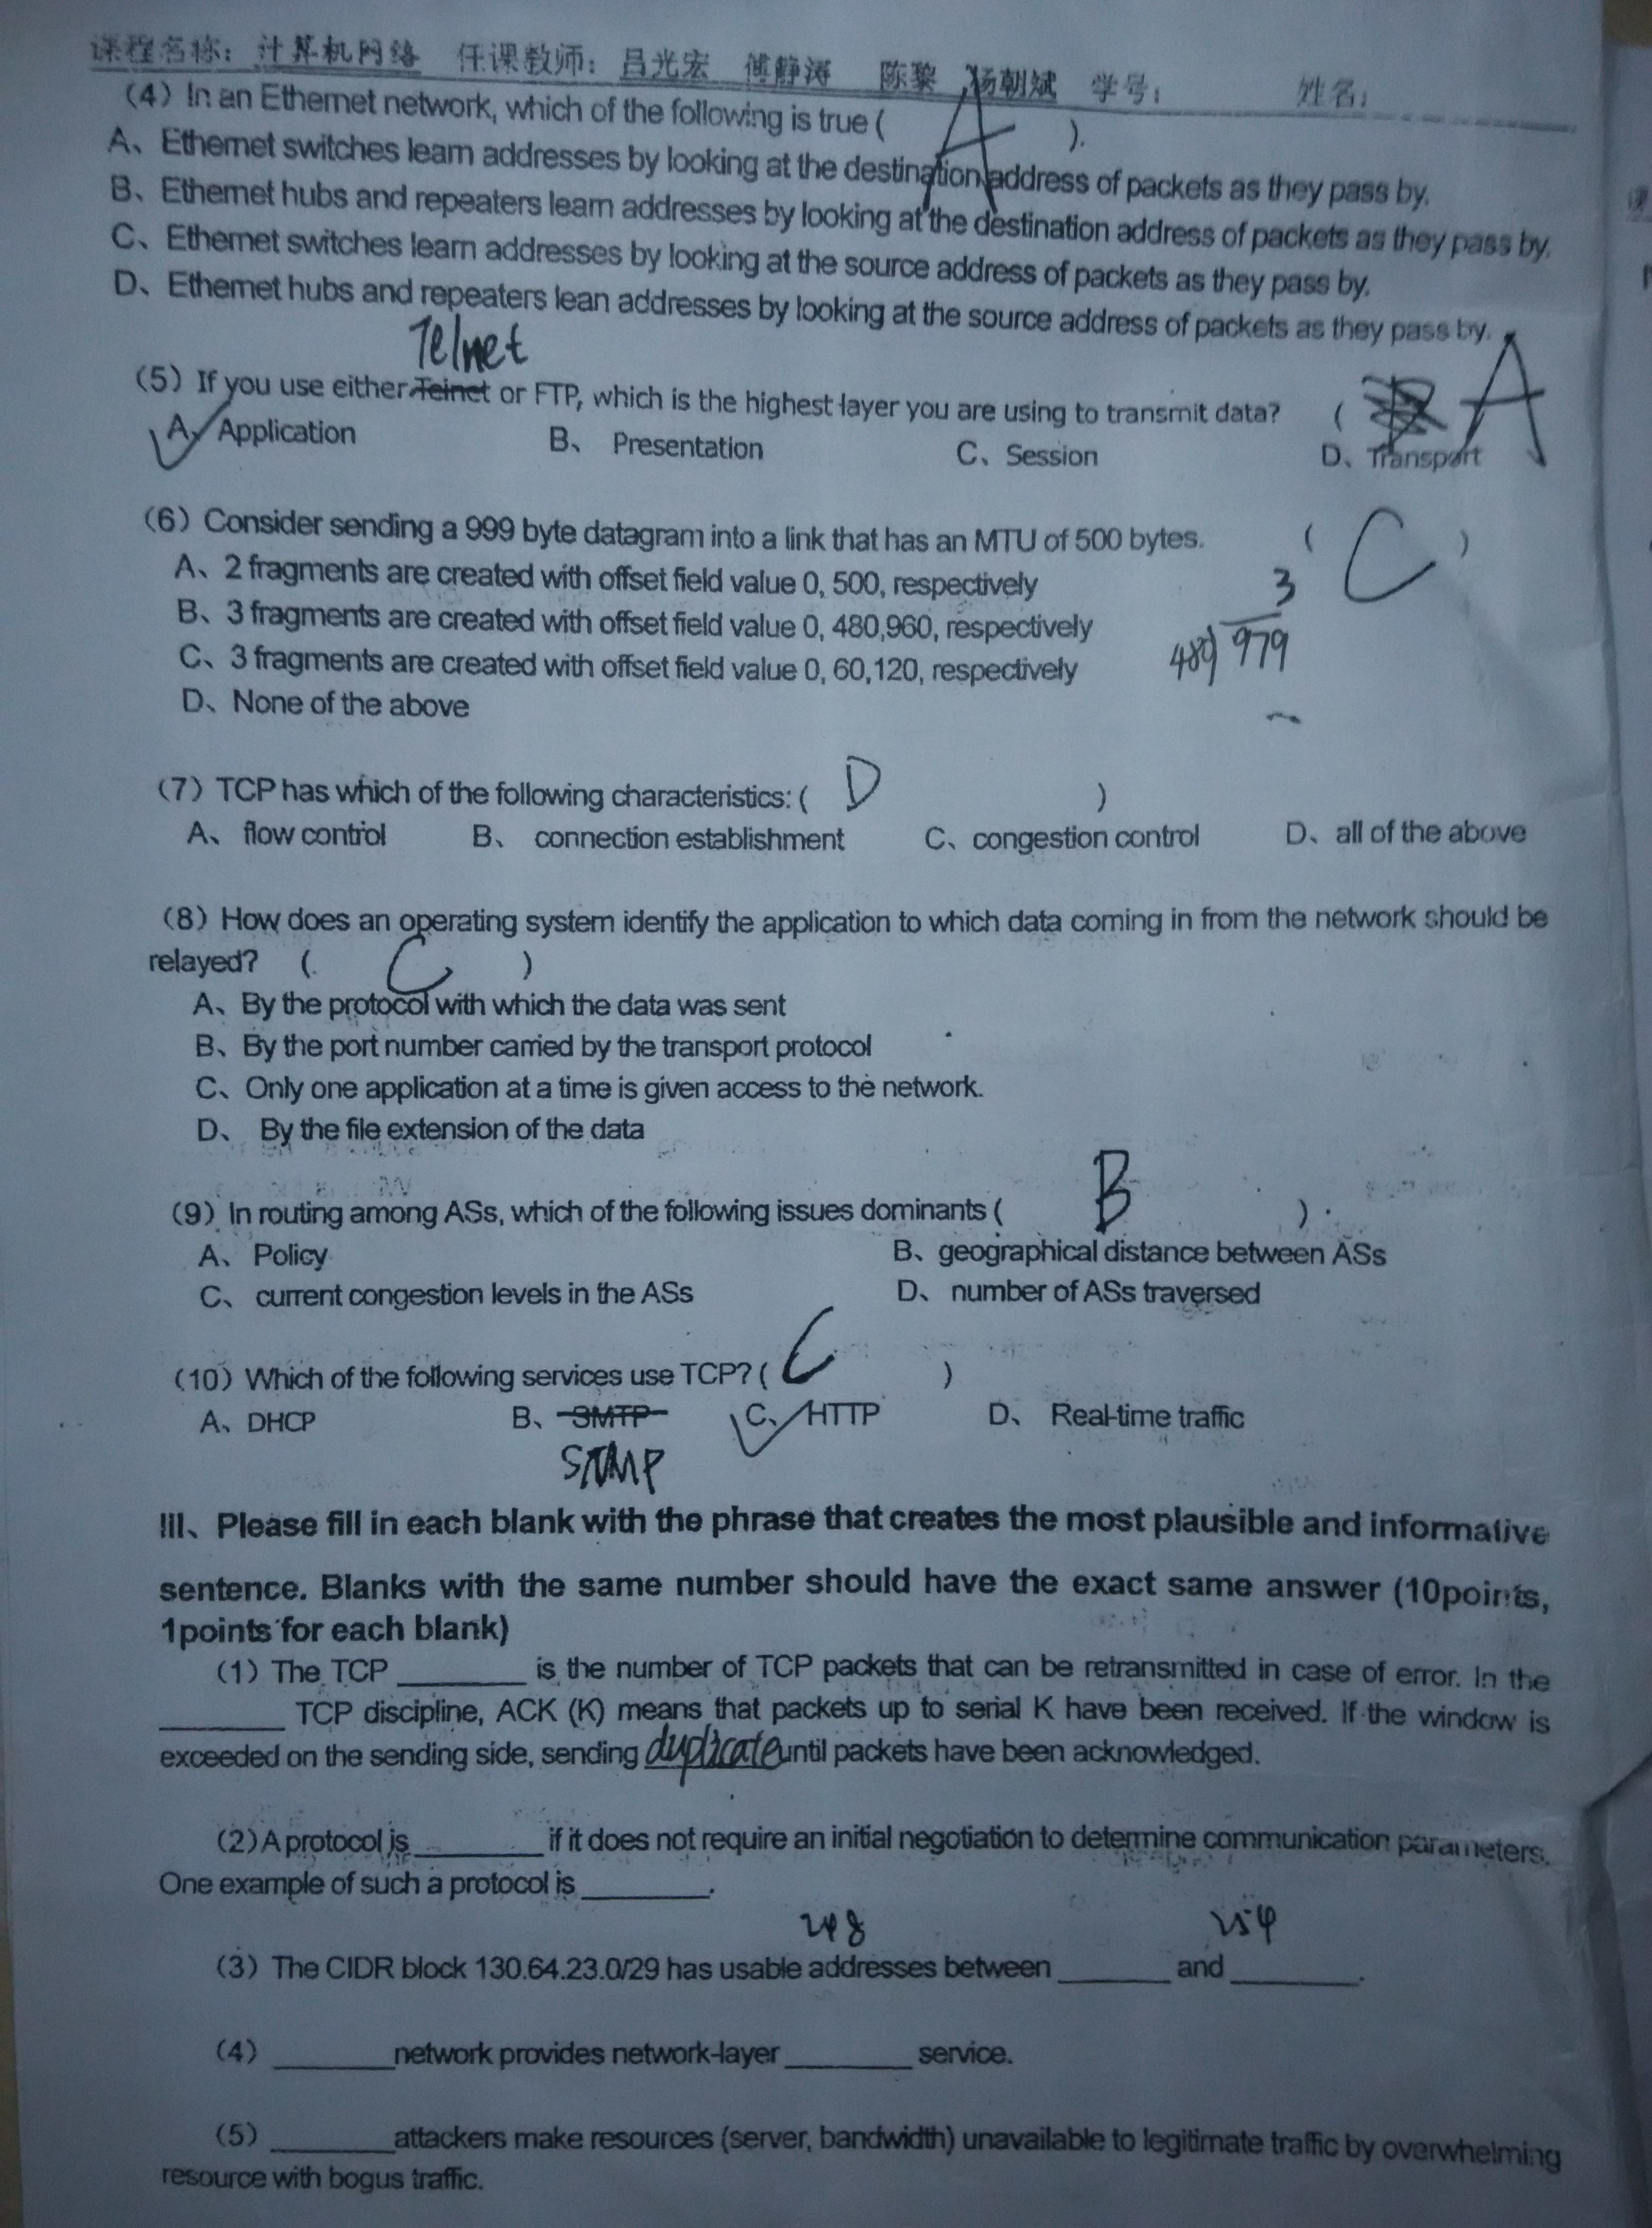 课程名称：计算机网络 任课教师：吕光宏 傅静涛 陈黎 杨朝斌 学号： 姓名：
(4) In an Ethernet network, which of the following is true ( A ).
A、Ethernet switches learn addresses by looking at the destination address of packets as they pass by.
B、Ethernet hubs and repeaters learn addresses by looking at the destination address of packets as they pass by.
C、Ethernet switches learn addresses by looking at the source address of packets as they pass by.
D、Ethernet hubs and repeaters lean addresses by looking at the source address of packets as they pass by.
Telnet
(5) If you use either Teinet or FTP, which is the highest layer you are using to transmit data? ( A
A、Application B、 Presentation C、Session D、Transport
(6) Consider sending a 999 byte datagram into a link that has an MTU of 500 bytes. ( C )
A、2 fragments are created with offset field value 0, 500, respectively
3
B、3 fragments are created with offset field value 0, 480,960, respectively
480 979
C、3 fragments are created with offset field value 0, 60,120, respectively
D、None of the above
(7) TCP has which of the following characteristics: ( D )
A、 flow control B、 connection establishment C、congestion control D、all of the above
(8) How does an operating system identify the application to which data coming in from the network should be
relayed? ( C )
A、By the protocol with which the data was sent
B、By the port number carried by the transport protocol
C、Only one application at a time is given access to the network.
D、 By the file extension of the data
(9) In routing among ASs, which of the following issues dominants ( B ) .
A、 Policy B、geographical distance between ASs
C、 current congestion levels in the ASs D、 number of ASs traversed
(10) Which of the following services use TCP? ( C )
A、DHCP B、 SMTP C、HTTP D、 Real-time traffic
III、Please fill in each blank with the phrase that creates the most plausible and informative
sentence. Blanks with the same number should have the exact same answer (10points,
1points for each blank)
(1) The TCP ________ is the number of TCP packets that can be retransmitted in case of error. In the
________ TCP discipline, ACK (K) means that packets up to serial K have been received. If the window is
exceeded on the sending side, sending duplicate until packets have been acknowledged.
(2) A protocol is ________ if it does not require an initial negotiation to determine communication parameters.
One example of such a protocol is ________.
248 254
(3) The CIDR block 130.64.23.0/29 has usable addresses between _______ and ________.
(4) ________network provides network-layer ________ service.
(5) ________attackers make resources (server, bandwidth) unavailable to legitimate traffic by overwhelming
resource with bogus traffic.